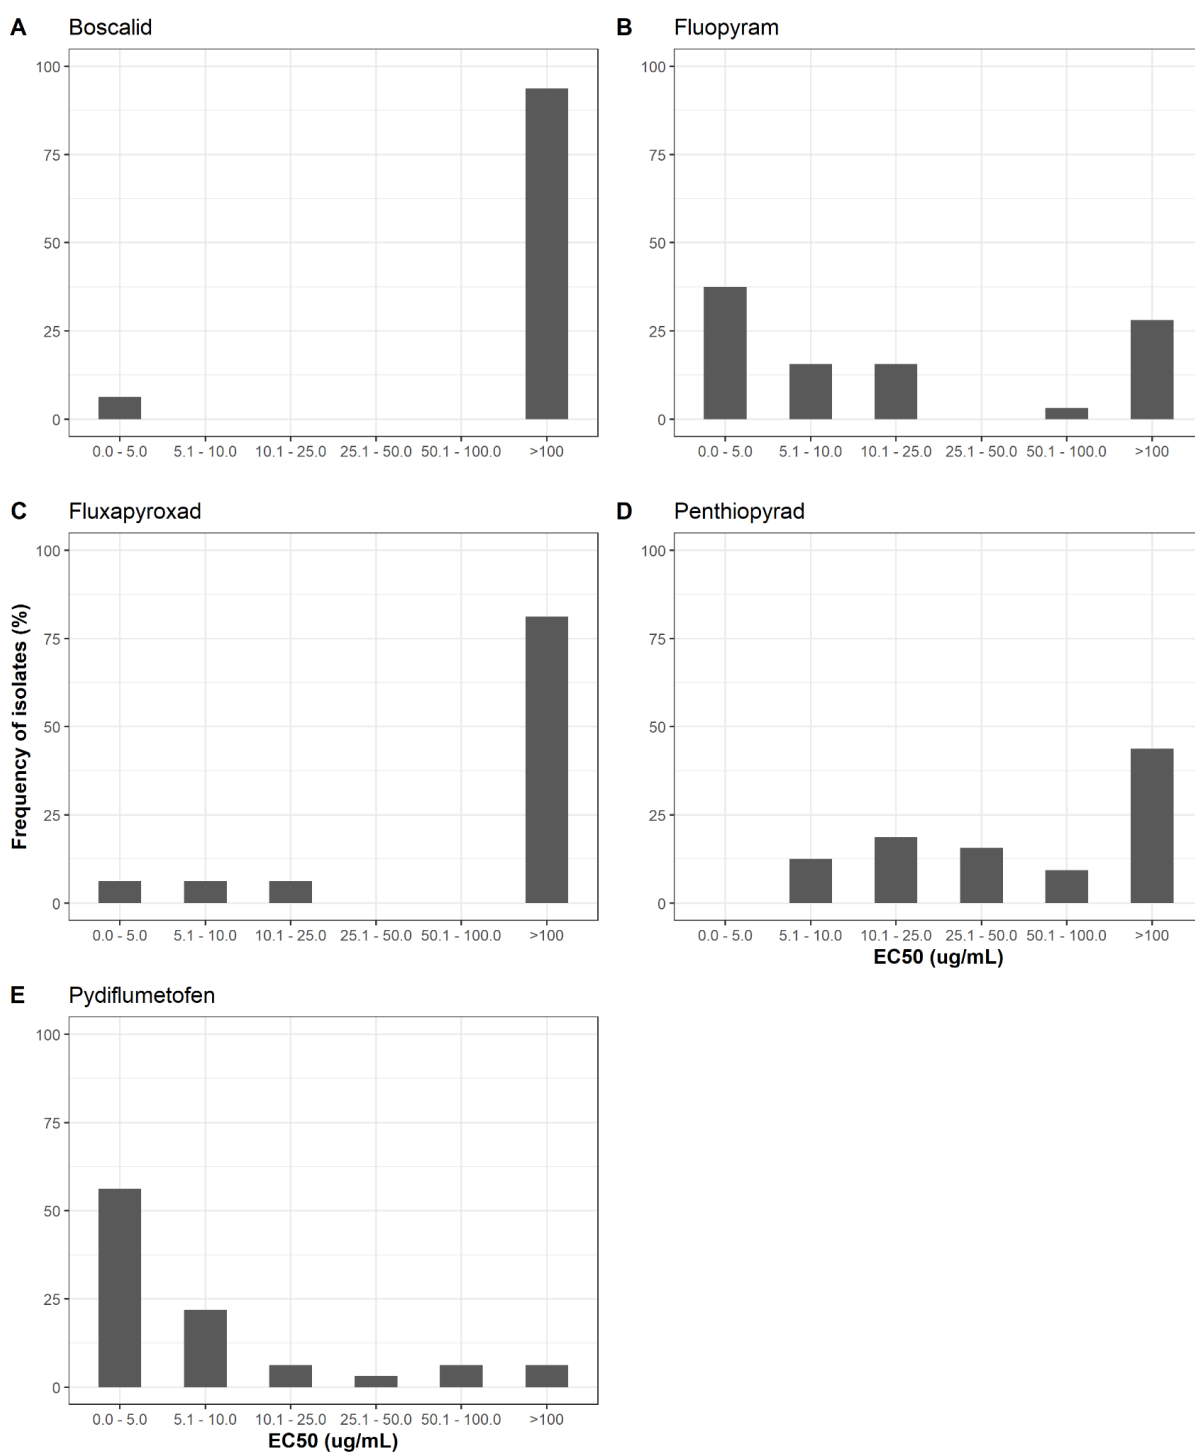 A Boscalid
100
75
50
25
0
0.0 - 5.0 5.1 - 10.0 10.1 - 25.0 25.1 - 50.0 50.1 - 100.0 >100
B Fluopyram
100
75
50
25
0
0.0 - 5.0 5.1 - 10.0 10.1 - 25.0 25.1 - 50.0 50.1 - 100.0 >100
Frequency of isolates (%)
C Fluxapyroxad
100
75
50
25
0
0.0 - 5.0 5.1 - 10.0 10.1 - 25.0 25.1 - 50.0 50.1 - 100.0 >100
D Penthiopyrad
100
75
50
25
0
0.0 - 5.0 5.1 - 10.0 10.1 - 25.0 25.1 - 50.0 50.1 - 100.0 >100
EC50 (ug/mL)
E Pydiflumetofen
100
75
50
25
0
0.0 - 5.0 5.1 - 10.0 10.1 - 25.0 25.1 - 50.0 50.1 - 100.0 >100
EC50 (ug/mL)